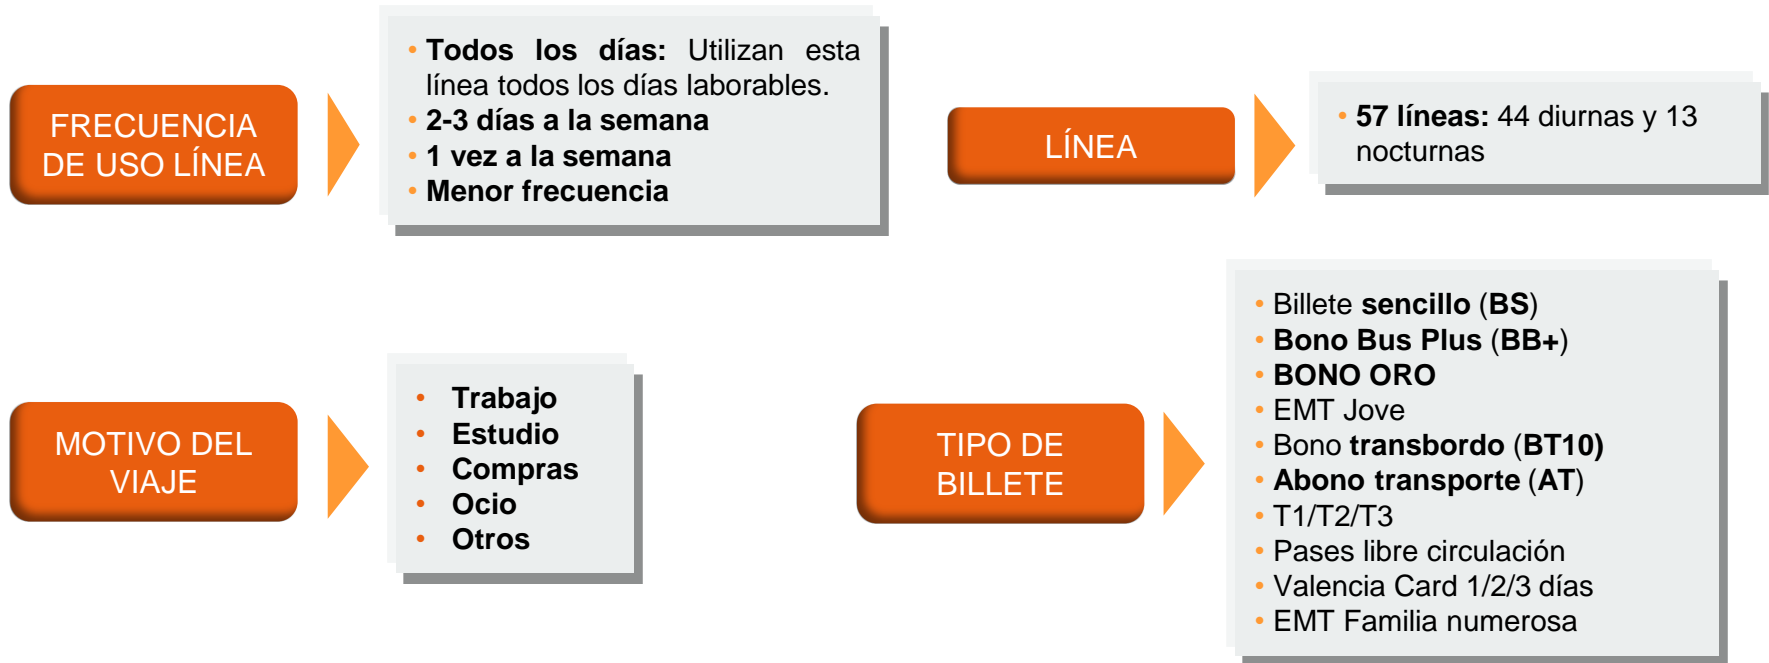 FRECUENCIA
DE USO LÍNEA
• Todos los días: Utilizan esta
línea todos los días laborables.
• 2-3 días a la semana
• 1 vez a la semana
• Menor frecuencia
LÍNEA
• 57 líneas: 44 diurnas y 13
nocturnas
MOTIVO DEL
VIAJE
• Trabajo
• Estudio
• Compras
• Ocio
• Otros
TIPO DE
BILLETE
• Billete sencillo (BS)
• Bono Bus Plus (BB+)
• BONO ORO
• EMT Jove
• Bono transbordo (BT10)
• Abono transporte (AT)
• T1/T2/T3
• Pases libre circulación
• Valencia Card 1/2/3 días
• EMT Familia numerosa